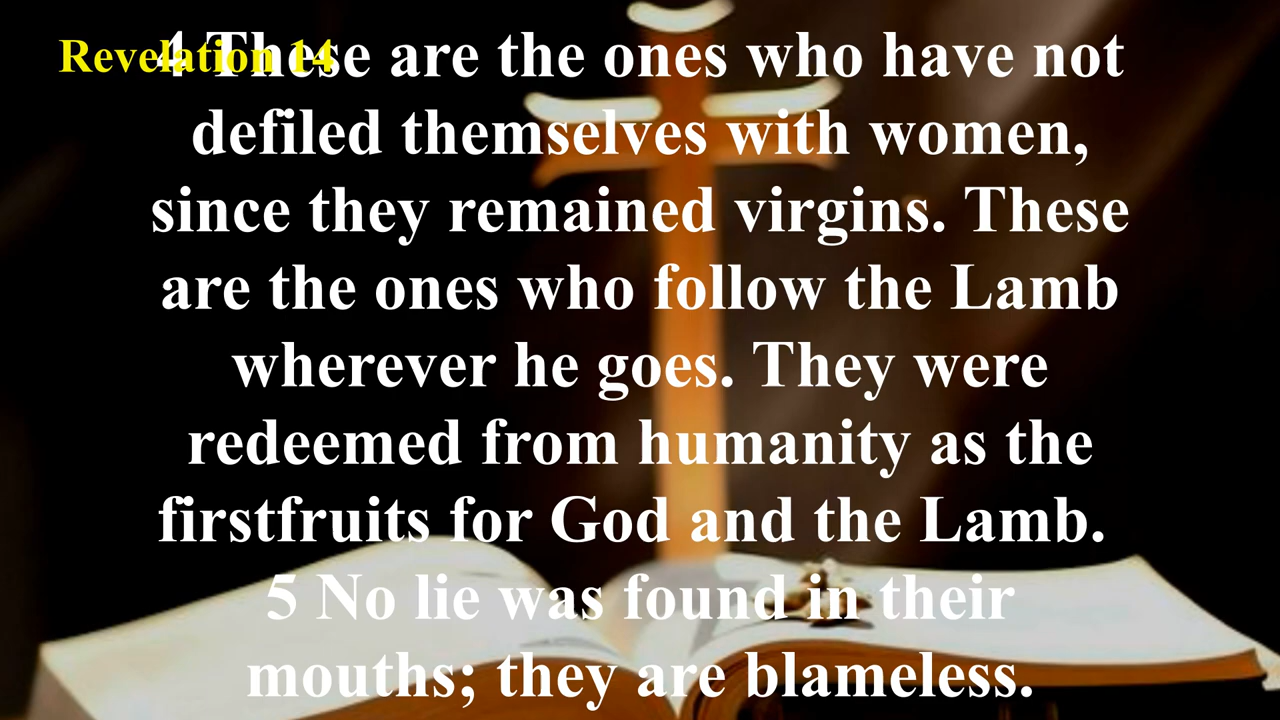 Revelation 14
4 These are the ones who have not
defiled themselves with women,
since they remained virgins. These
are the ones who follow the Lamb
wherever he goes. They were
redeemed from humanity as the
firstfruits for God and the Lamb.
5 No lie was found in their
mouths; they are blameless.